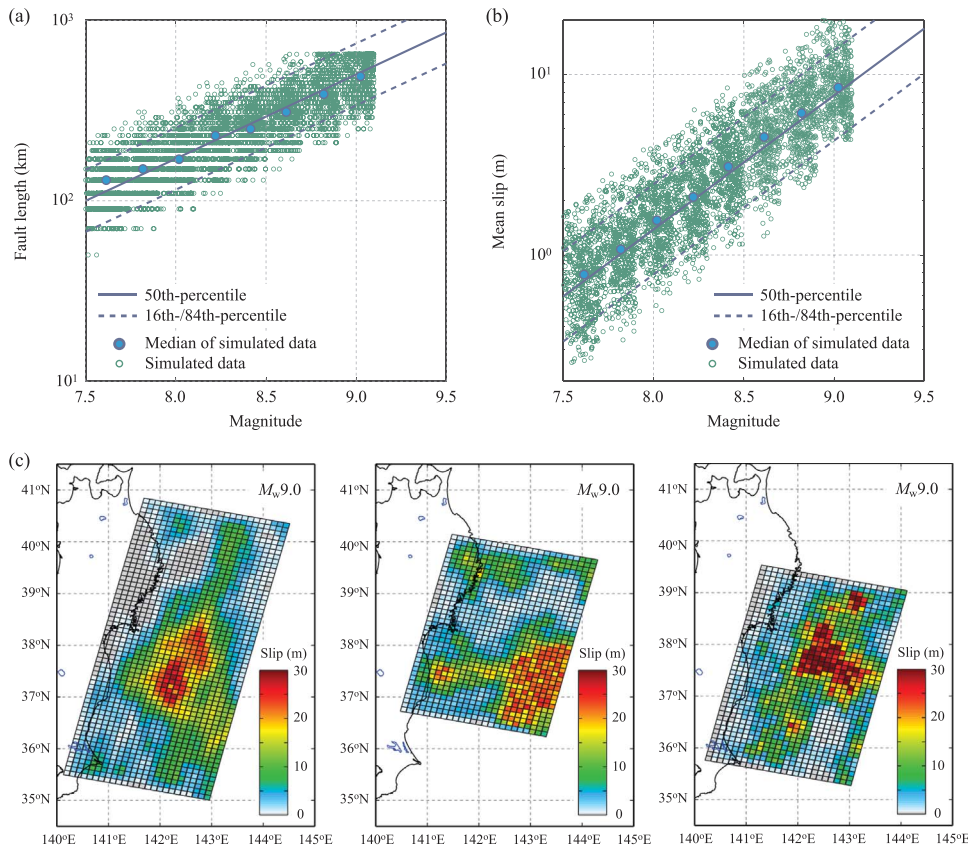 (a)
10³
10²
10¹
Fault length (km)
50th-percentile
16th-/84th-percentile
Median of simulated data
Simulated data
7.5 8.0 8.5 9.0 9.5
Magnitude
(b)
10¹
10⁰
Mean slip (m)
50th-percentile
16th-/84th-percentile
Median of simulated data
Simulated data
7.5 8.0 8.5 9.0 9.5
Magnitude
(c)
41°N
40°N
39°N
38°N
37°N
36°N
35°N
Mw9.0
Slip (m)
30
20
10
0
140°E 141°E 142°E 143°E 144°E 145°E
41°N
40°N
39°N
38°N
37°N
36°N
35°N
Mw9.0
Slip (m)
30
20
10
0
140°E 141°E 142°E 143°E 144°E 145°E
41°N
40°N
39°N
38°N
37°N
36°N
35°N
Mw9.0
Slip (m)
30
20
10
0
140°E 141°E 142°E 143°E 144°E 145°E